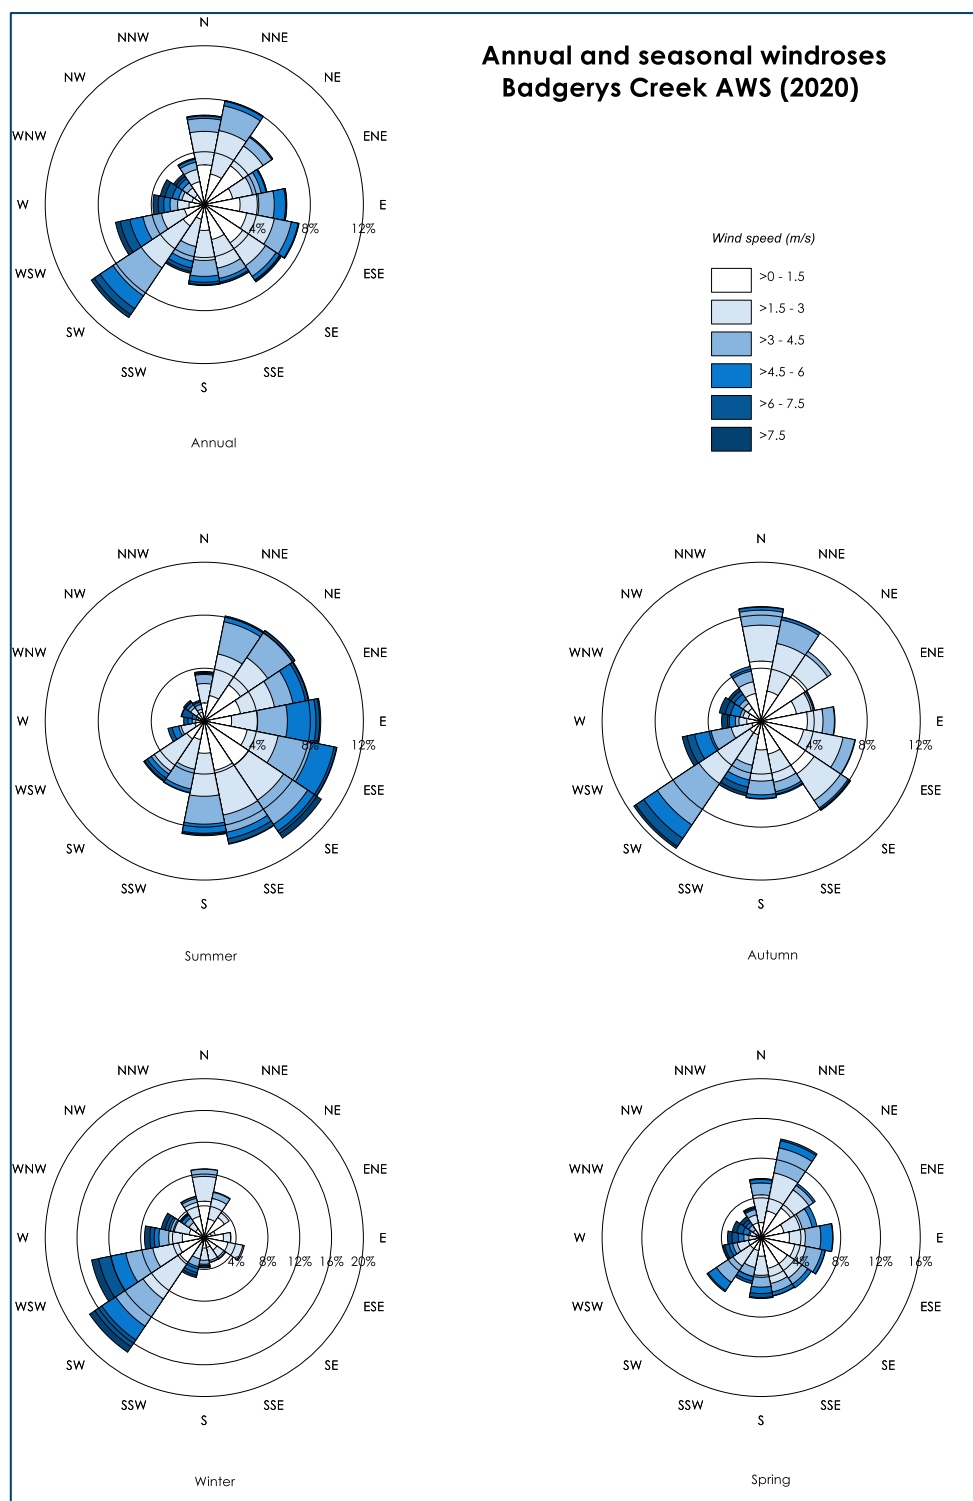 Annual and seasonal windroses
Badgerys Creek AWS (2020)
N
NNW
NNE
NW
NE
WNW
ENE
W
E
4%
8%
12%
WSW
ESE
SW
SE
SSW
SSE
S
Annual
Wind speed (m/s)
>0 - 1.5
>1.5 - 3
>3 - 4.5
>4.5 - 6
>6 - 7.5
>7.5
N
NNW
NNE
NW
NE
WNW
ENE
W
E
4%
8%
12%
WSW
ESE
SW
SE
SSW
SSE
S
Summer
N
NNW
NNE
NW
NE
WNW
ENE
W
E
4%
8%
12%
WSW
ESE
SW
SE
SSW
SSE
S
Autumn
N
NNW
NNE
NW
NE
WNW
ENE
W
E
4%
8%
12%
16%
20%
WSW
ESE
SW
SE
SSW
SSE
S
Winter
N
NNW
NNE
NW
NE
WNW
ENE
W
E
4%
8%
12%
16%
WSW
ESE
SW
SE
SSW
SSE
S
Spring